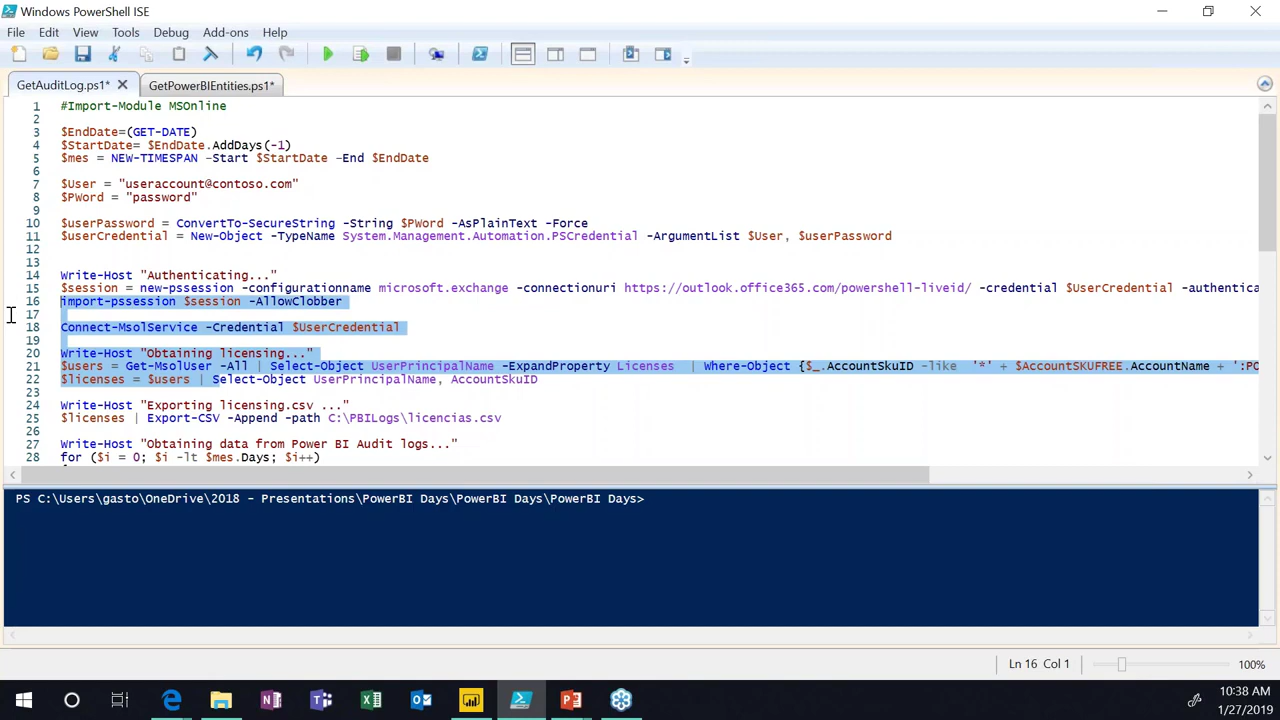 Windows PowerShell ISE
File Edit View Tools Debug Add-ons Help
GetAuditLog.ps1* GetPowerBIEntities.ps1*
1 #Import-Module MSOnline
2
3 $EndDate=(GET-DATE)
4 $StartDate= $EndDate.AddDays(-1)
5 $mes = NEW-TIMESPAN -Start $StartDate -End $EndDate
6
7 $User = "useraccount@contoso.com"
8 $PWord = "password"
9
10 $userPassword = ConvertTo-SecureString -String $PWord -AsPlainText -Force
11 $userCredential = New-Object -TypeName System.Management.Automation.PSCredential -ArgumentList $User, $userPassword
12
13
14 Write-Host "Authenticating..."
15 $session = new-pssession -configurationname microsoft.exchange -connectionuri https://outlook.office365.com/powershell-liveid/ -credential $UserCredential -authentica
16 import-pssession $session -AllowClobber
17
18 Connect-MsolService -Credential $UserCredential
19
20 Write-Host "Obtaining licensing..."
21 $users = Get-MsolUser -All | Select-Object UserPrincipalName -ExpandProperty Licenses | Where-Object {$_.AccountSkuID -like '*' + $AccountSKUFREE.AccountName + ':PO
22 $licenses = $users | Select-Object UserPrincipalName, AccountSkuID
23
24 Write-Host "Exporting licensing.csv ..."
25 $licenses | Export-CSV -Append -path C:\PBILogs\licencias.csv
26
27 Write-Host "Obtaining data from Power BI Audit logs..."
28 for ($i = 0; $i -lt $mes.Days; $i++)
PS C:\Users\gasto\OneDrive\2018 - Presentations\PowerBI Days\PowerBI Days\PowerBI Days>
Ln 16 Col 1 100%
10:38 AM
1/27/2019